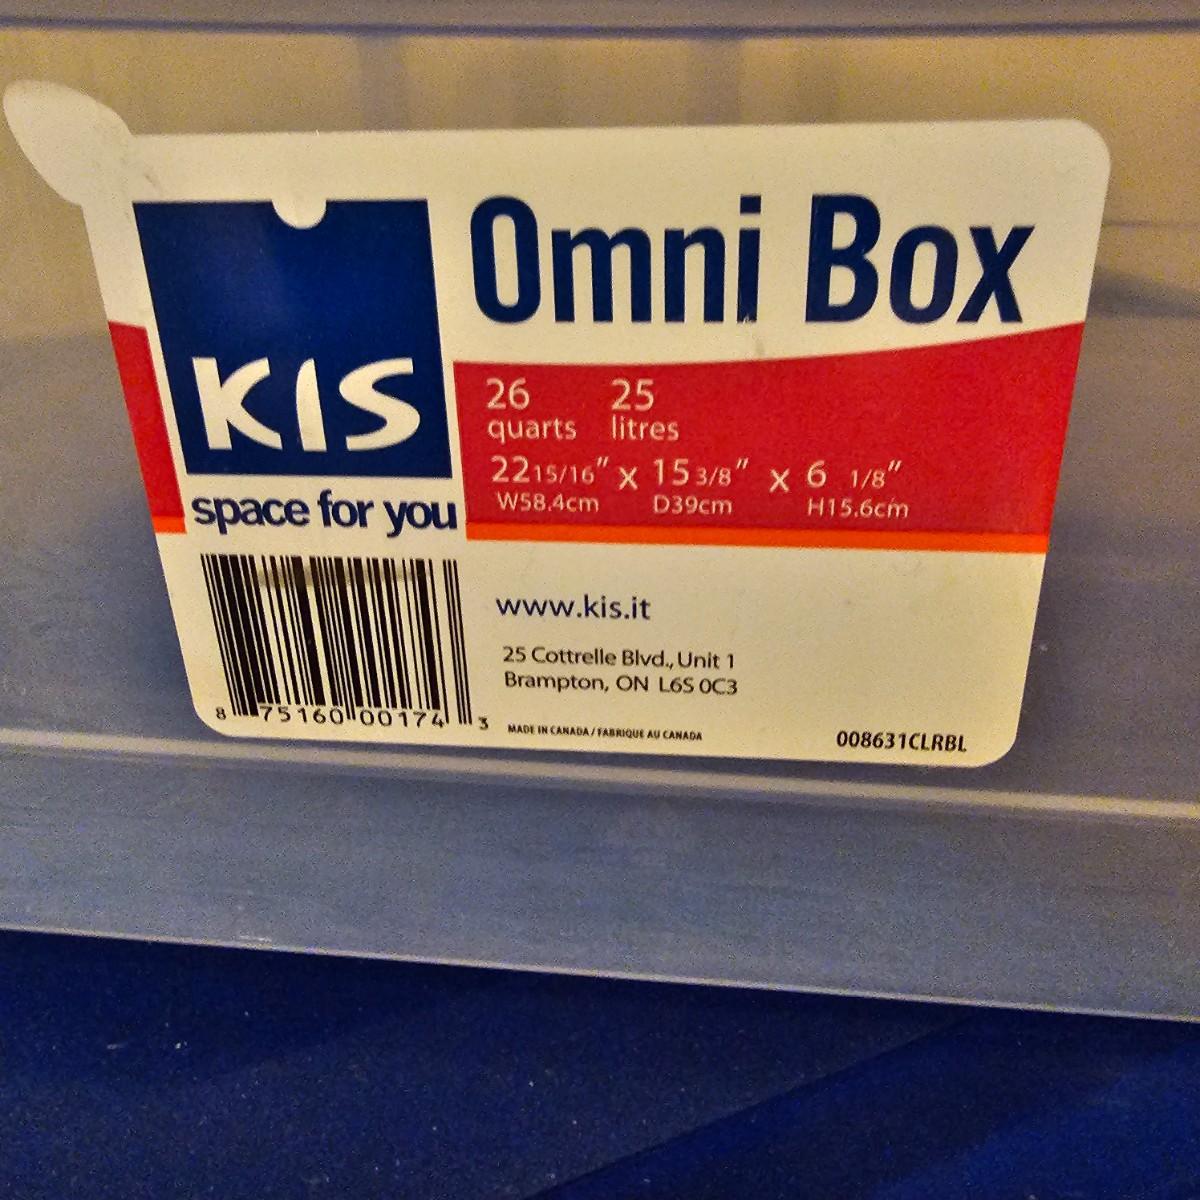 Omni Box
KIS
space for you
26 quarts 25 litres
22 15/16" x 15 3/8" x 6 1/8"
W58.4cm D39cm H15.6cm
www.kis.it
25 Cottrelle Blvd., Unit 1
Brampton, ON L6S 0C3
8 75160 00174 3
MADE IN CANADA / FABRIQUE AU CANADA
008631CLRBL